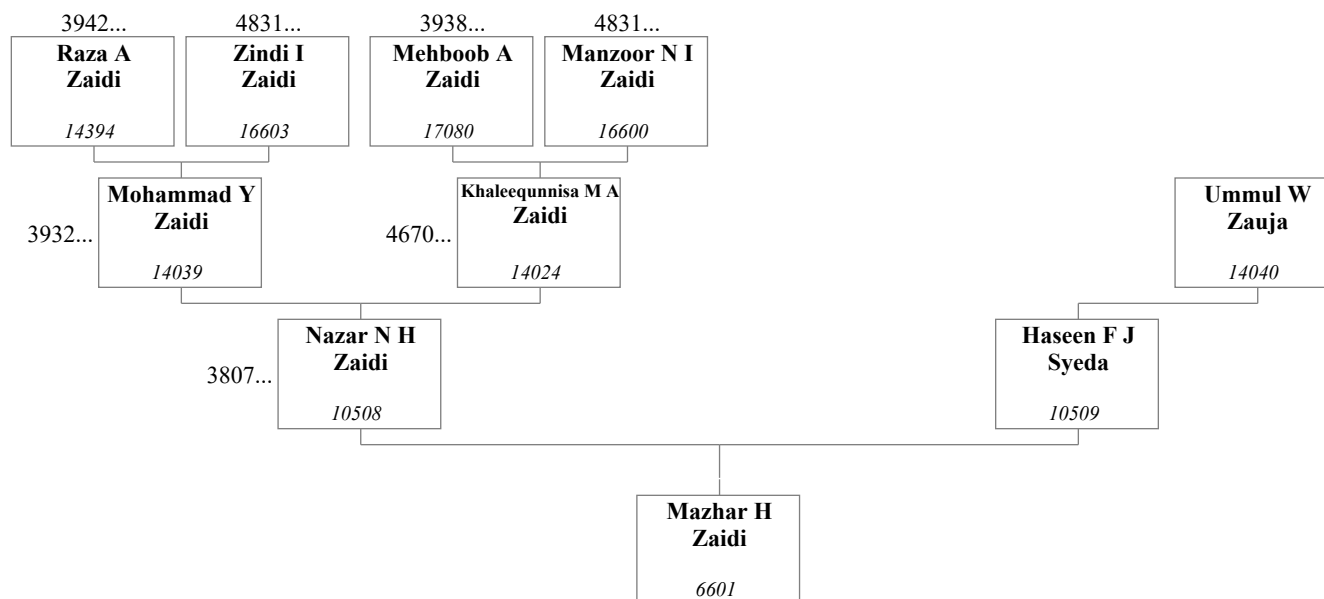 3942...
4831...
3938...
4831...
Raza A
Zaidi
14394
Zindi I
Zaidi
16603
Mehboob A
Zaidi
17080
Manzoor N I
Zaidi
16600
3932...
Mohammad Y
Zaidi
14039
4670...
Khaleequnnisa M A
Zaidi
14024
Ummul W
Zauja
14040
3807...
Nazar N H
Zaidi
10508
Haseen F J
Syeda
10509
Mazhar H
Zaidi
6601